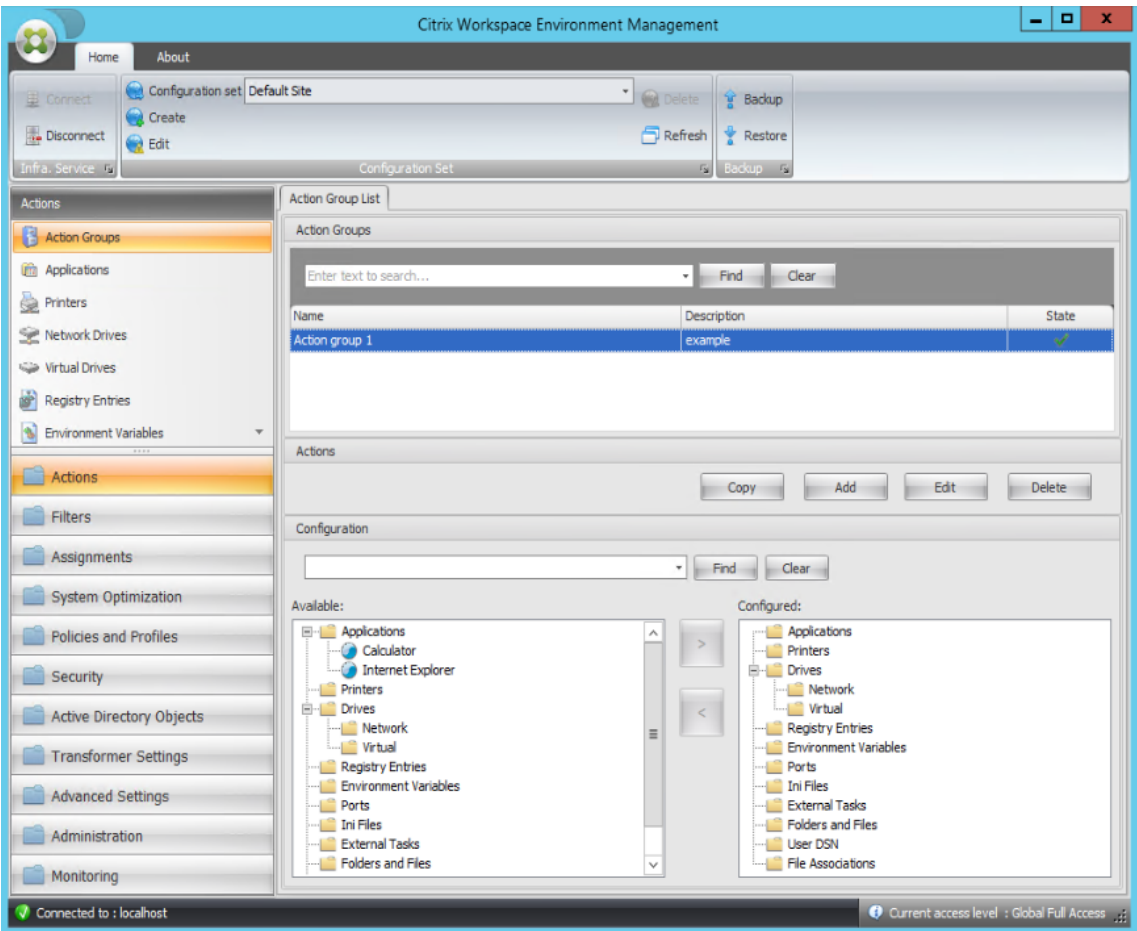 Citrix Workspace Environment Management
Home About
Connect
Disconnect
Infra. Service
Configuration set Default Site
Create
Edit
Delete
Refresh
Configuration Set
Backup
Restore
Backup
Actions
Action Groups
Applications
Printers
Network Drives
Virtual Drives
Registry Entries
Environment Variables
Actions
Filters
Assignments
System Optimization
Policies and Profiles
Security
Active Directory Objects
Transformer Settings
Advanced Settings
Administration
Monitoring
Action Group List
Action Groups
Enter text to search...
Find Clear
Name Description State
Action group 1 example
Actions
Copy Add Edit Delete
Configuration
Find Clear
Available:
Applications
Calculator
Internet Explorer
Printers
Drives
Network
Virtual
Registry Entries
Environment Variables
Ports
Ini Files
External Tasks
Folders and Files
>
<
Configured:
Applications
Printers
Drives
Network
Virtual
Registry Entries
Environment Variables
Ports
Ini Files
External Tasks
Folders and Files
User DSN
File Associations
Connected to : localhost
Current access level : Global Full Access